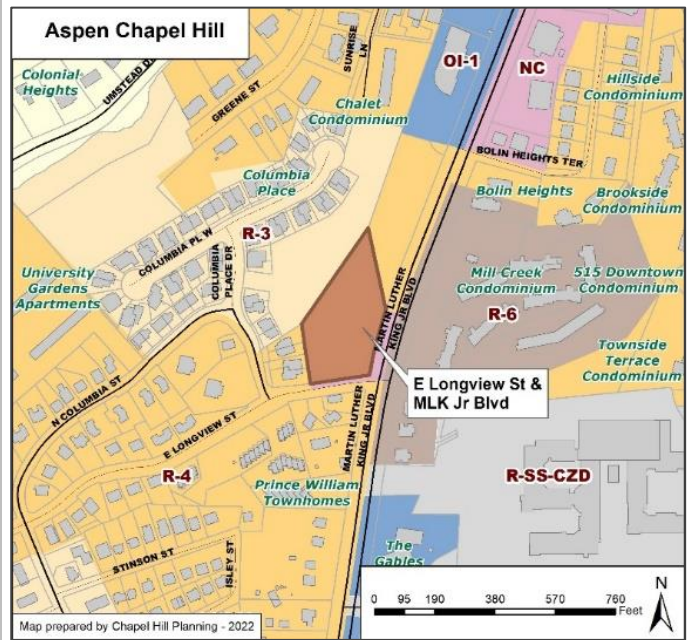 Aspen Chapel Hill
Colonial
Heights
UMSTEAD DR
GREENE ST
SUNRISE
LN
OI-1
NC
Hillside
Condominium
Chalet
Condominium
BOLIN HEIGHTS TER
Columbia
Place
Bolin Heights
Brookside
Condominium
R-3
COLUMBIA PL W
COLUMBIA
PLACE DR
University
Gardens
Apartments
MARTIN LUTHER
KING JR BLVD
Mill Creek
Condominium
515 Downtown
Condominium
R-6
Townside
Terrace
Condominium
E Longview St &
MLK Jr Blvd
N COLUMBIA ST
E LONGVIEW ST
MARTIN LUTHER
KING JR BLVD
R-4
R-SS-CZD
Prince William
Townhomes
STINSON ST
ISLEY ST
The
Gables
0 95 190 380 570 760
Feet
N
Map prepared by Chapel Hill Planning - 2022